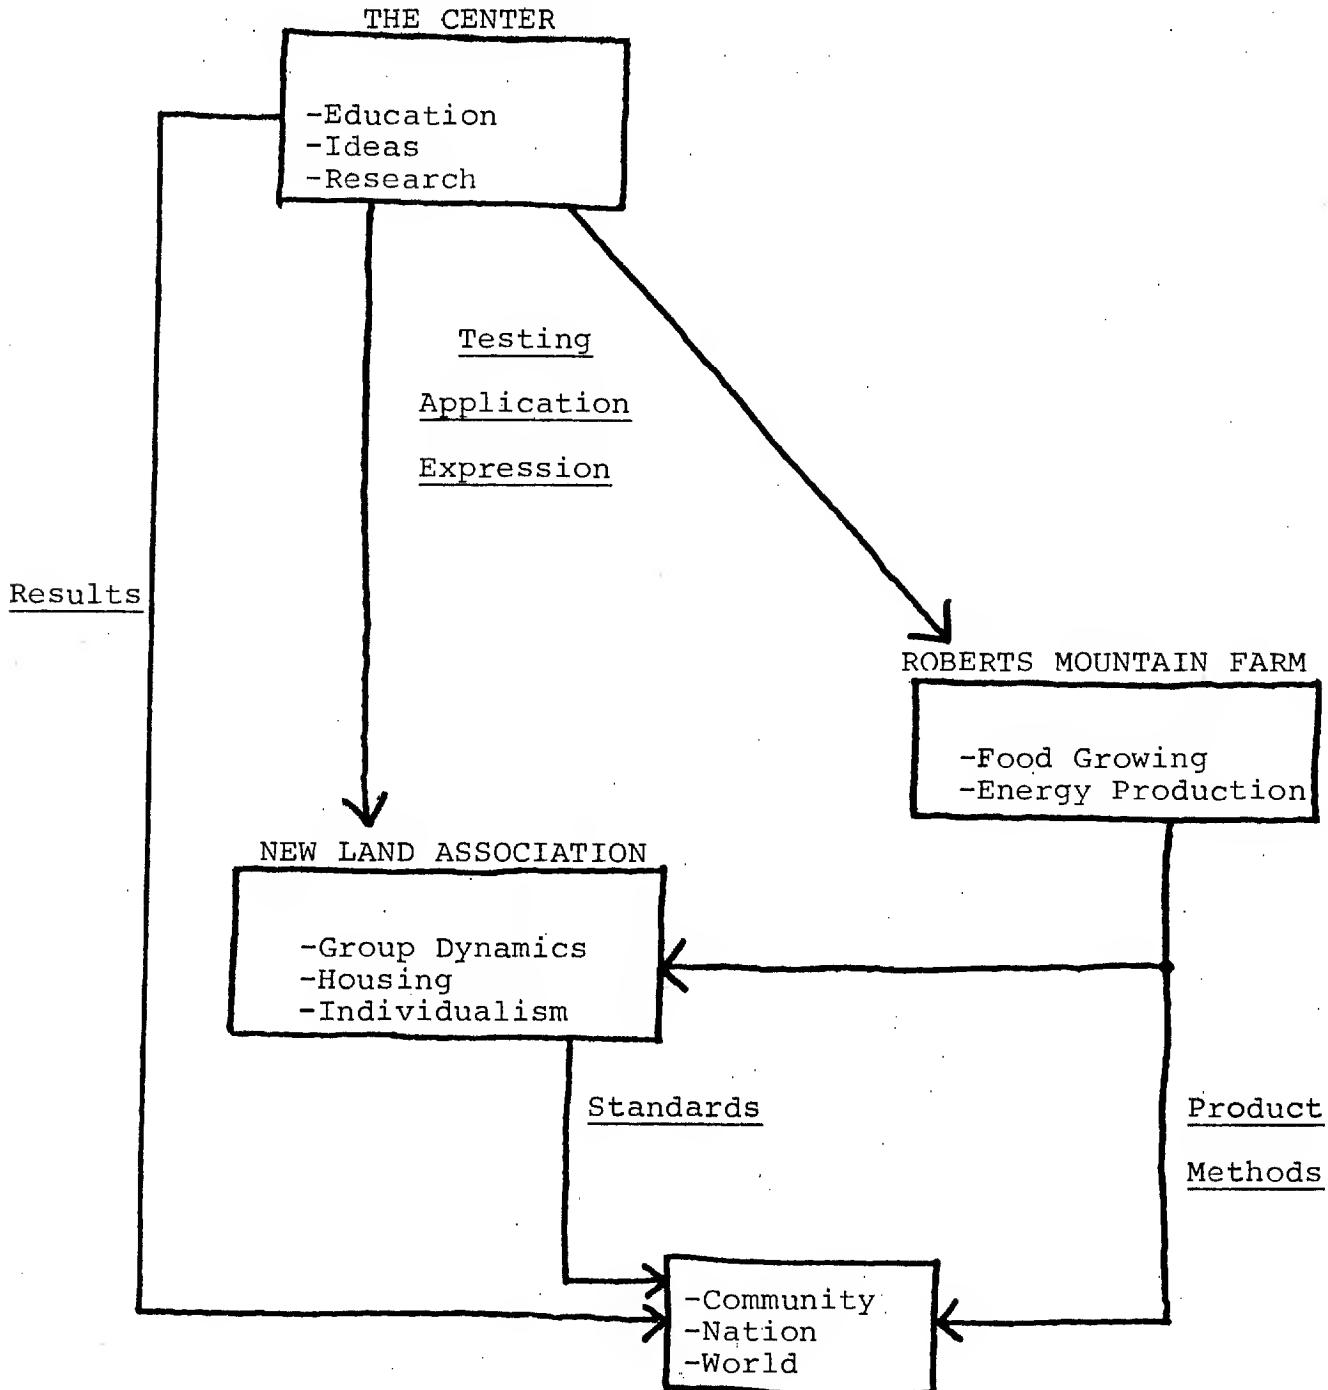 THE CENTER
-Education
-Ideas
-Research
Testing
Application
Expression
Results
ROBERTS MOUNTAIN FARM
-Food Growing
-Energy Production
NEW LAND ASSOCIATION
-Group Dynamics
-Housing
-Individualism
Standards
Product
Methods
-Community
-Nation
-World